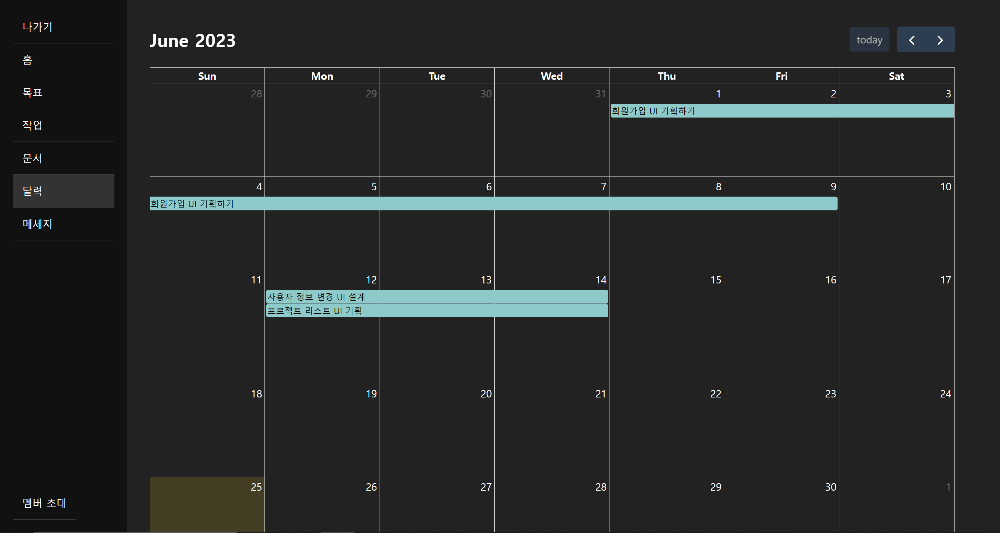 나가기
홈
목표
작업
문서
달력
메세지
멤버 초대
June 2023
today
Sun Mon Tue Wed Thu Fri Sat
28 29 30 31 1 2 3
회원가입 UI 기획하기
4 5 6 7 8 9 10
회원가입 UI 기획하기
11 12 13 14 15 16 17
사용자 정보 변경 UI 설계
프로젝트 리스트 UI 기획
18 19 20 21 22 23 24
25 26 27 28 29 30 1